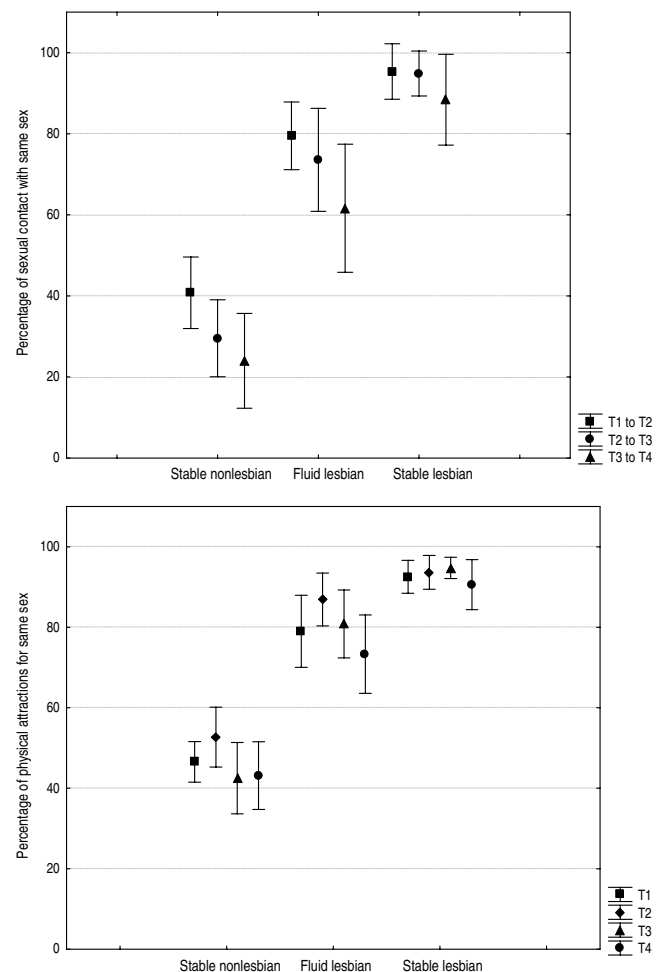 Percentage of sexual contact with same sex
100
80
60
40
20
0
Stable nonlesbian Fluid lesbian Stable lesbian
T1 to T2
T2 to T3
T3 to T4
Percentage of physical attractions for same sex
100
80
60
40
20
0
Stable nonlesbian Fluid lesbian Stable lesbian
T1
T2
T3
T4